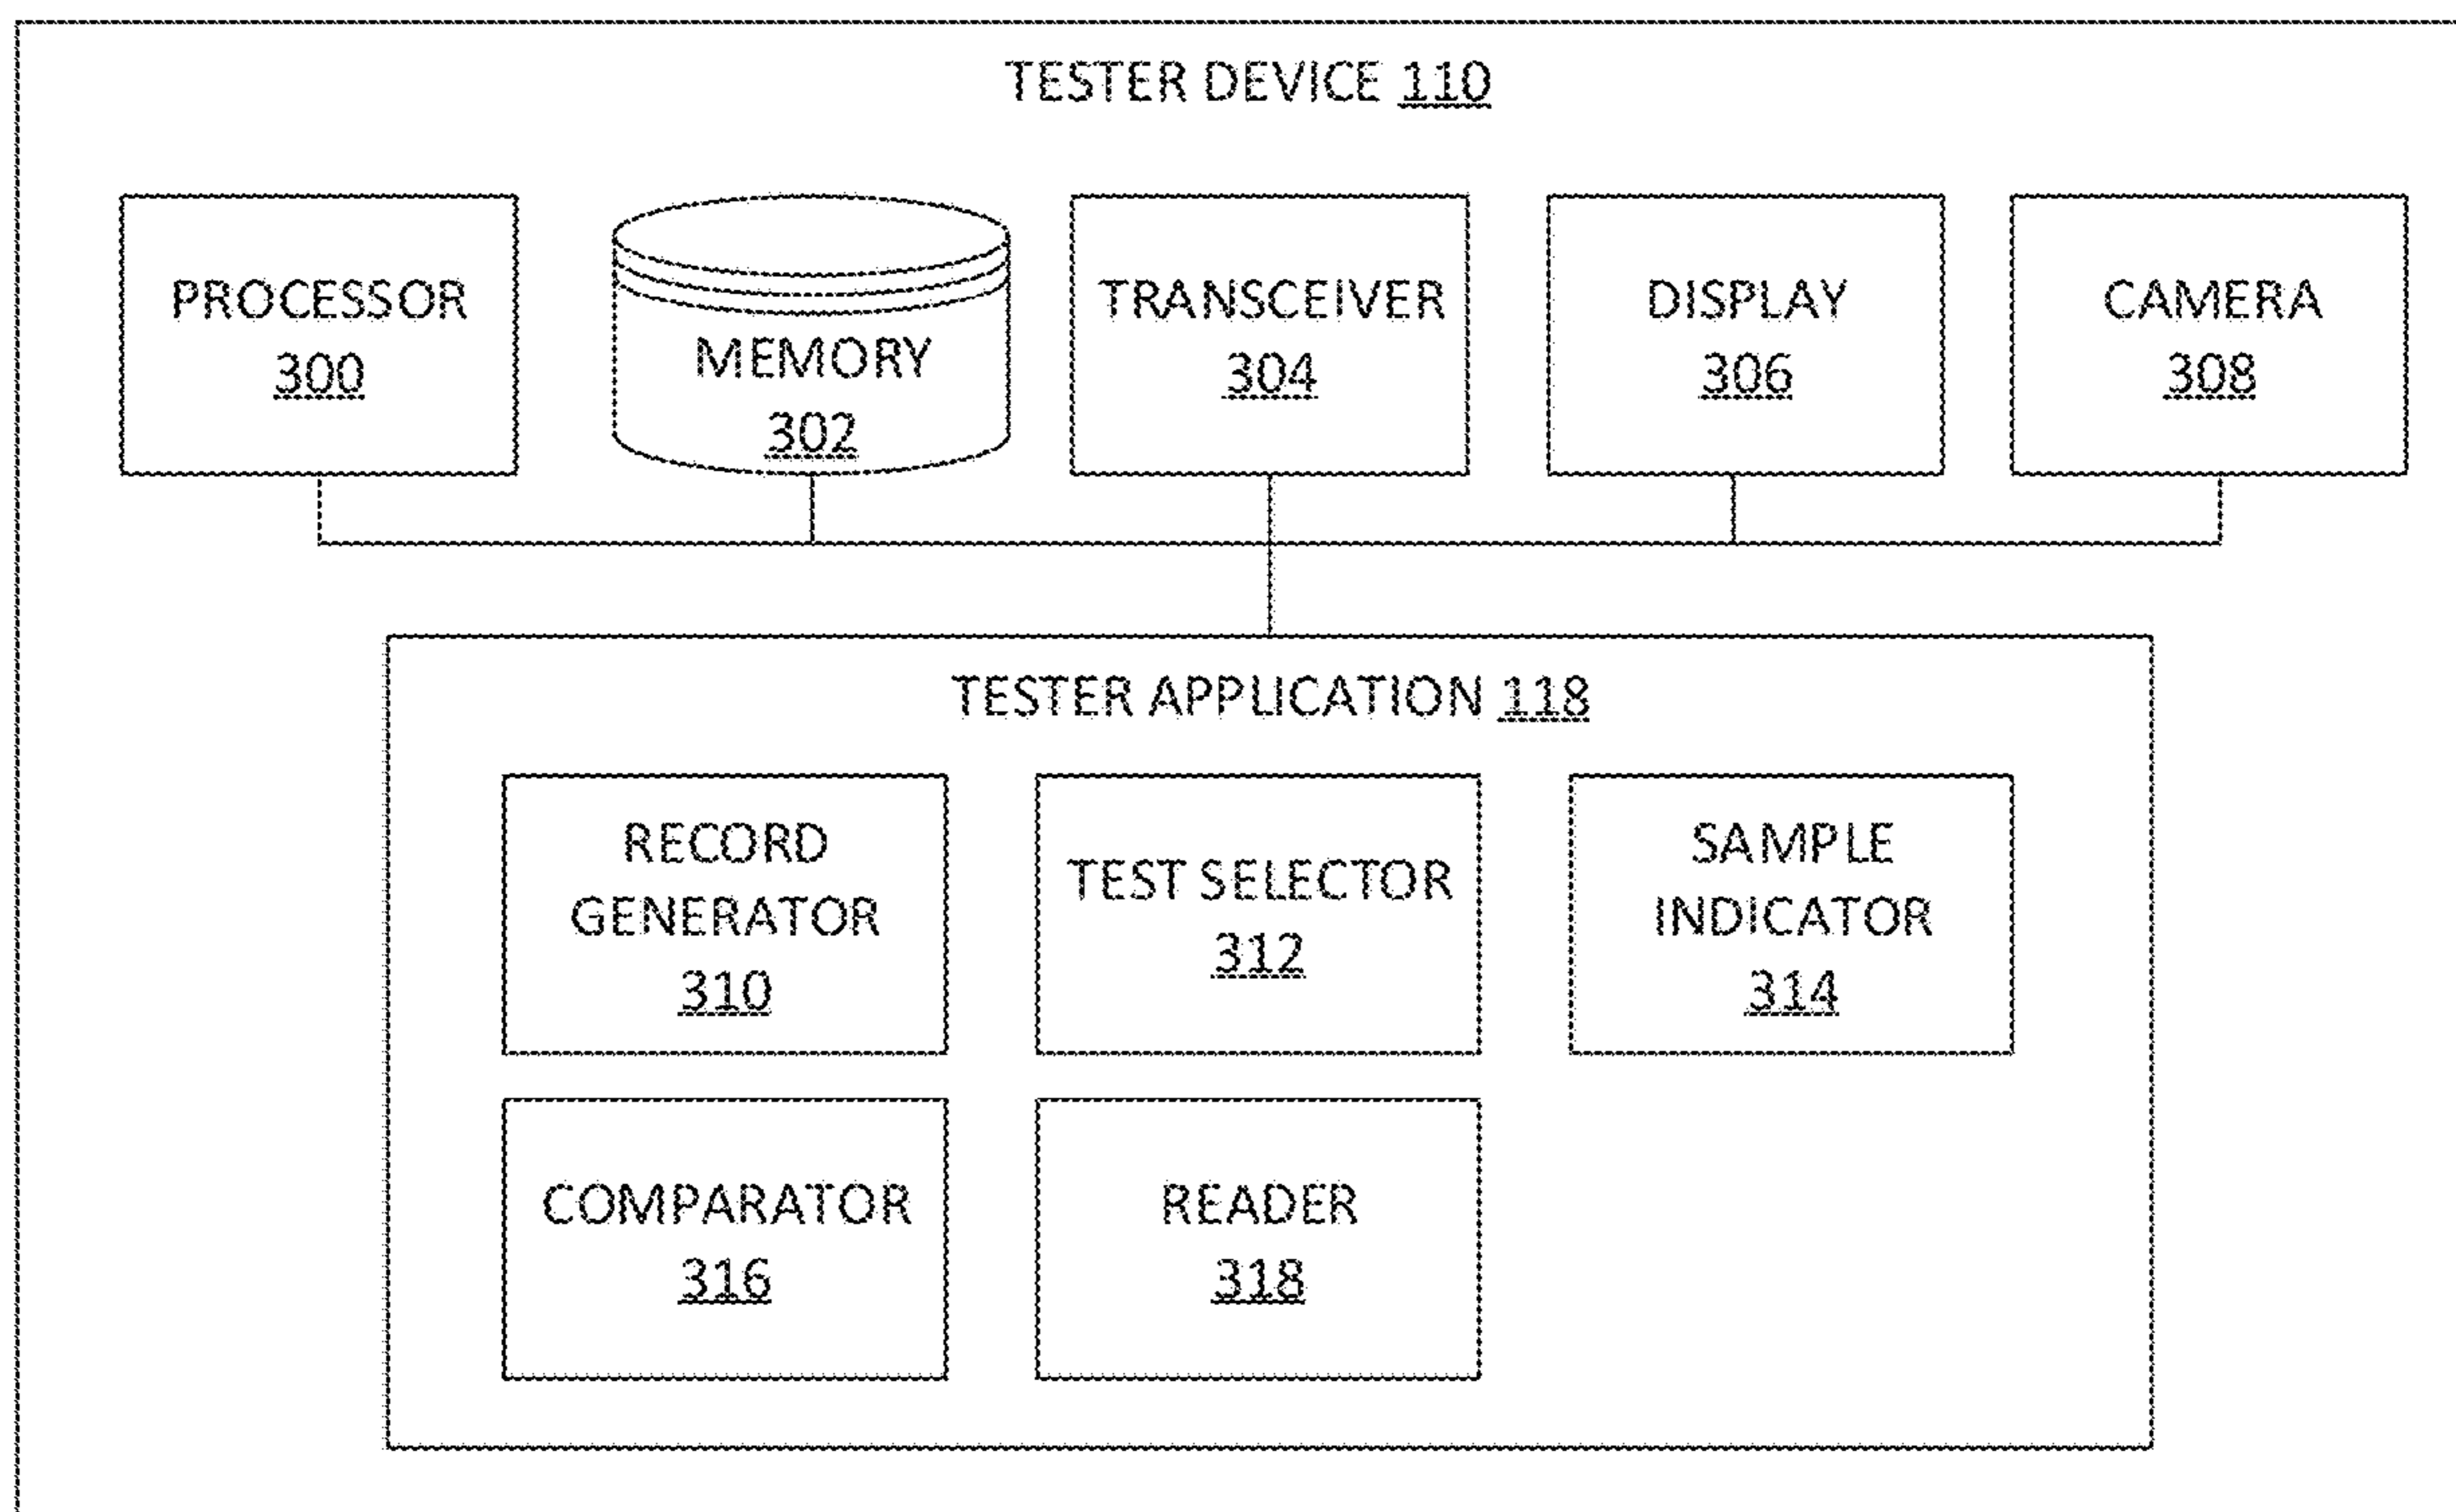 TESTER DEVICE 110
PROCESSOR
300
MEMORY
302
TRANSCEIVER
304
DISPLAY
306
CAMERA
308
TESTER APPLICATION 118
RECORD
GENERATOR
310
TEST SELECTOR
312
SAMPLE
INDICATOR
314
COMPARATOR
316
READER
318